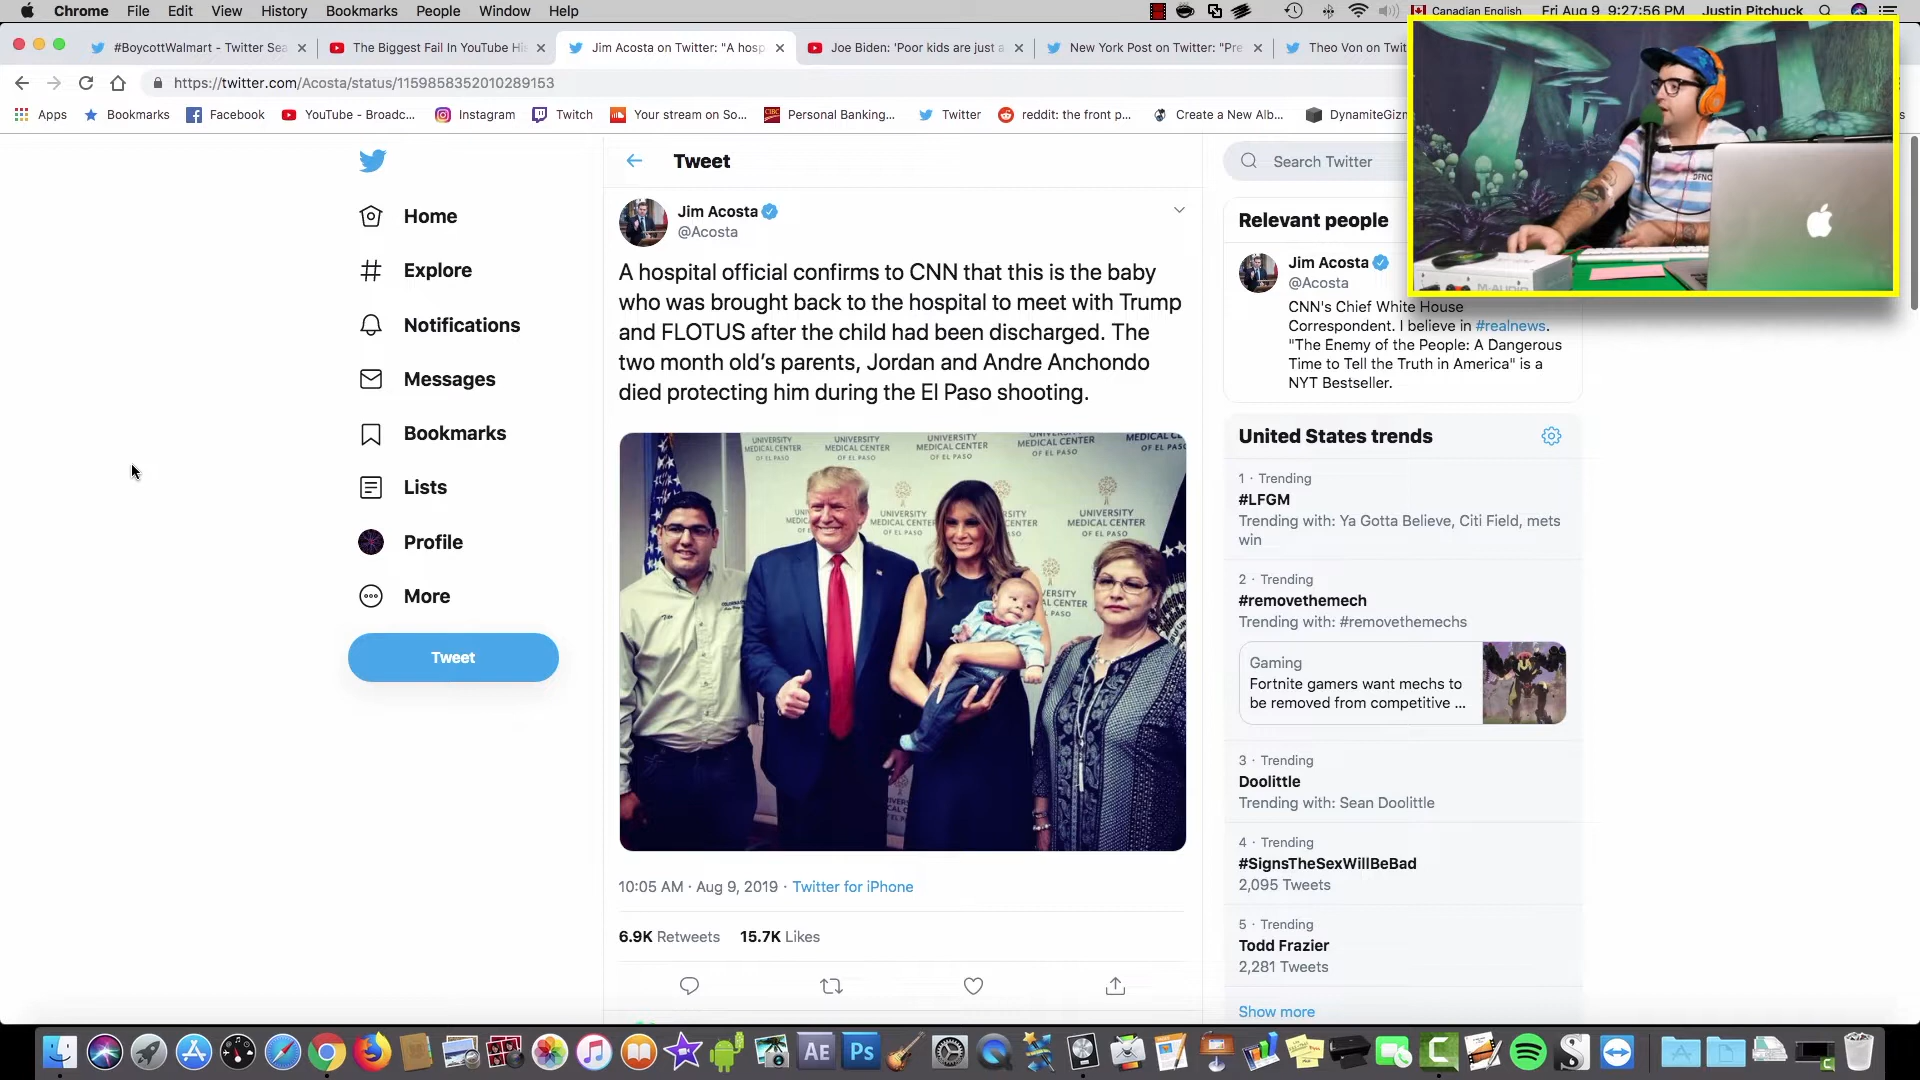 Chrome File Edit View History Bookmarks People Window Help
Canadian English Fri Aug 9 9:27:56 PM Justin Pitchuck
#BoycottWalmart - Twitter Sea
The Biggest Fail In YouTube Hi
Jim Acosta on Twitter: "A hosp
Joe Biden: 'Poor kids are just a
New York Post on Twitter: "Pre
Theo Von on Twit
https://twitter.com/Acosta/status/1159858352010289153
Apps Bookmarks Facebook YouTube - Broadc... Instagram Twitch Your stream on So... Personal Banking... Twitter reddit: the front p... Create a New Alb... DynamiteGizm
Home
Explore
Notifications
Messages
Bookmarks
Lists
Profile
More
Tweet
Tweet
Jim Acosta
@Acosta
A hospital official confirms to CNN that this is the baby
who was brought back to the hospital to meet with Trump
and FLOTUS after the child had been discharged. The
two month old’s parents, Jordan and Andre Anchondo
died protecting him during the El Paso shooting.
UNIVERSITY
MEDICAL CENTER
OF EL PASO
10:05 AM · Aug 9, 2019 · Twitter for iPhone
6.9K Retweets 15.7K Likes
Search Twitter
Relevant people
Jim Acosta
@Acosta
CNN's Chief White House
Correspondent. I believe in #realnews.
"The Enemy of the People: A Dangerous
Time to Tell the Truth in America" is a
NYT Bestseller.
United States trends
1 · Trending
#LFGM
Trending with: Ya Gotta Believe, Citi Field, mets
win
2 · Trending
#removethemech
Trending with: #removethemechs
Gaming
Fortnite gamers want mechs to
be removed from competitive ...
3 · Trending
Doolittle
Trending with: Sean Doolittle
4 · Trending
#SignsTheSexWillBeBad
2,095 Tweets
5 · Trending
Todd Frazier
2,281 Tweets
Show more
M-AUDIO
AE
Ps